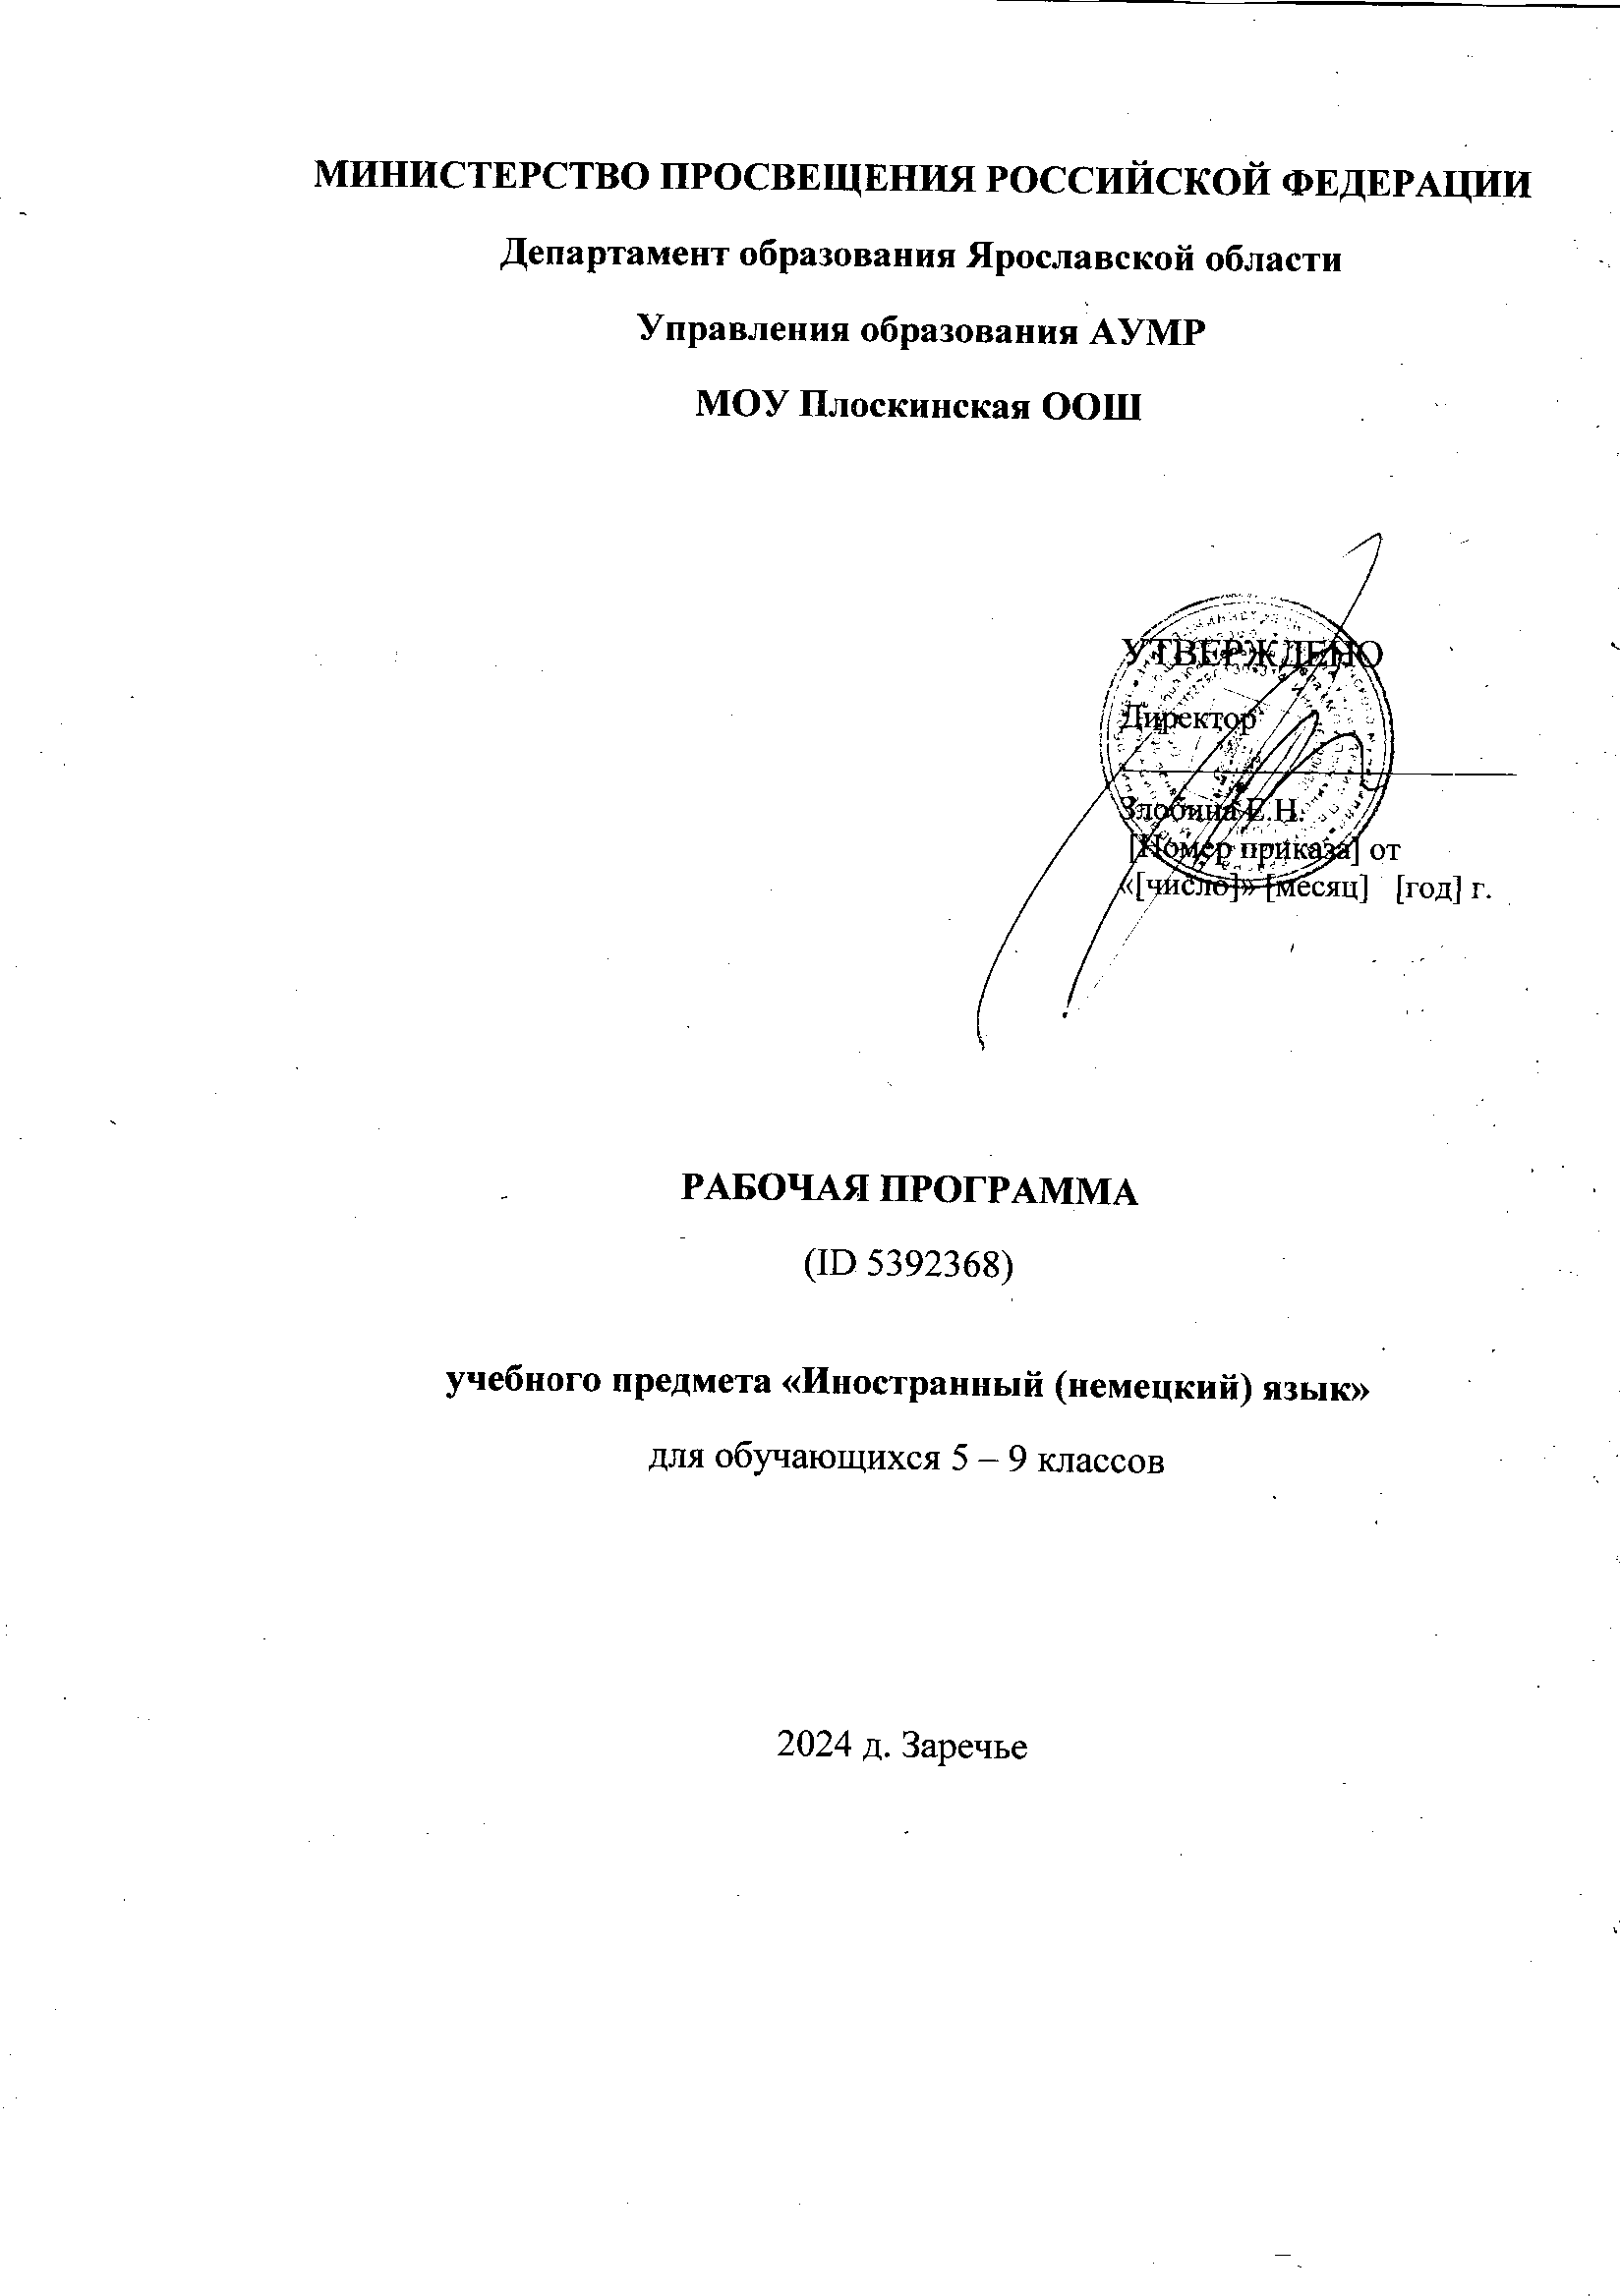 МИНИСТЕРСТВО ПРОСВЕЩЕНИЯ РОССИЙСКОЙ ФЕДЕРАЦИИ
Департамент образования Ярославской области
Управления образования АУМР
МОУ Плоскинская ООШ
УТВЕРЖДЕНО
Директор
Злобина Е.Н.
[Номер приказа] от
«[число]» [месяц] [год] г.
РАБОЧАЯ ПРОГРАММА
(ID 5392368)
учебного предмета «Иностранный (немецкий) язык»
для обучающихся 5 – 9 классов
2024 д. Заречье